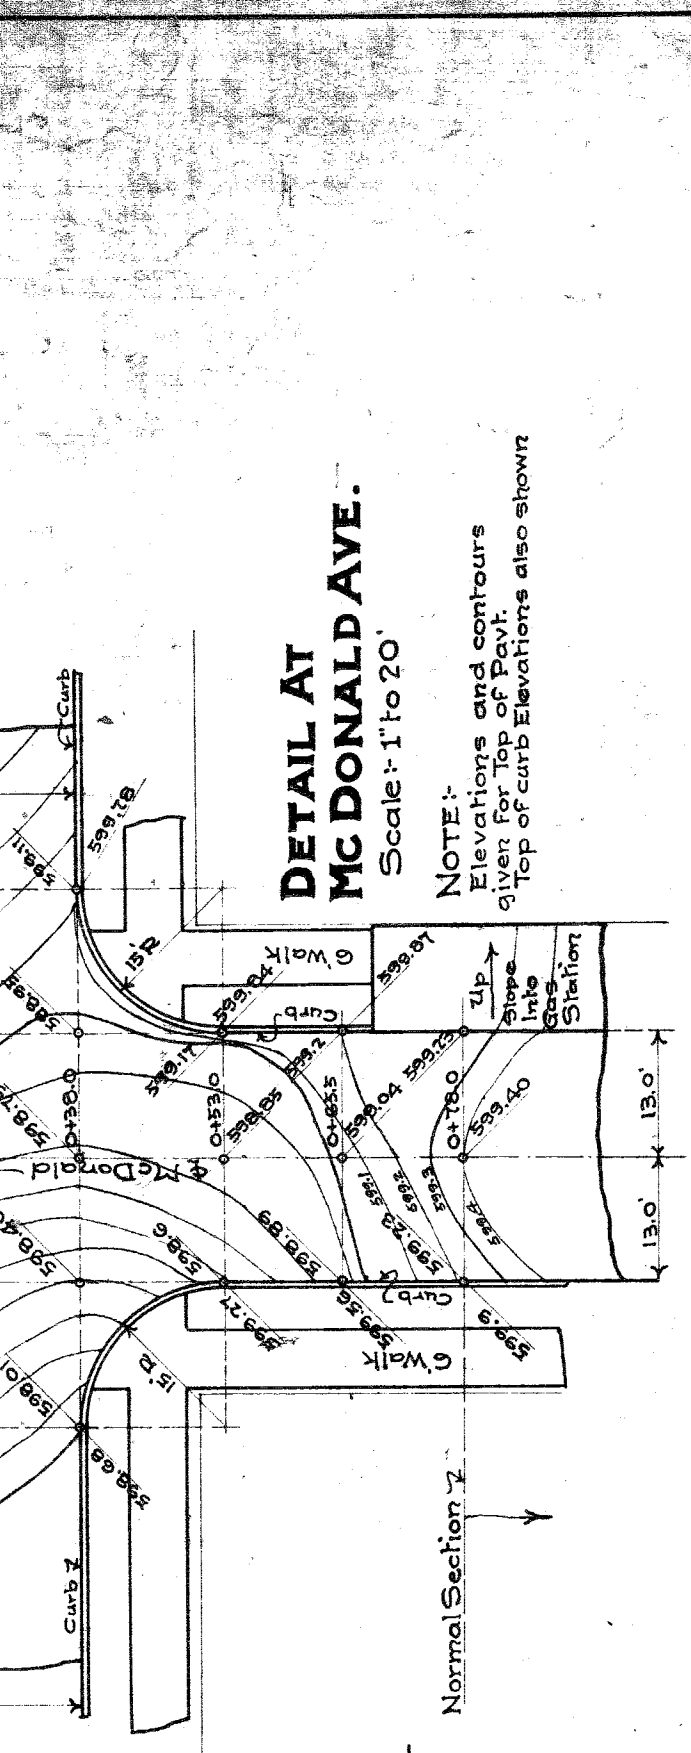 DETAIL AT
MC DONALD AVE.
Scale:- 1" to 20'
NOTE:-
Elevations and contours
given for Top of Pavt.
Top of curb Elevations also shown
Curb
599.78
599.11
15' R
6' Walk
599.84
Curb
599.87
Up
Slope
Into
Gas
Station
598.95
599.17
599.2
0+38.0
0+53.0
598.85
0+65.5
599.04
599.23
0+78.0
599.40
13.0'
McDonald
598.6
598.89
599.1
599.2
599.23
599.3
599.4
13.0'
598.01
15' R
599.27
599.56
Curb
599.9
6' Walk
598.68
Curb
Normal Section